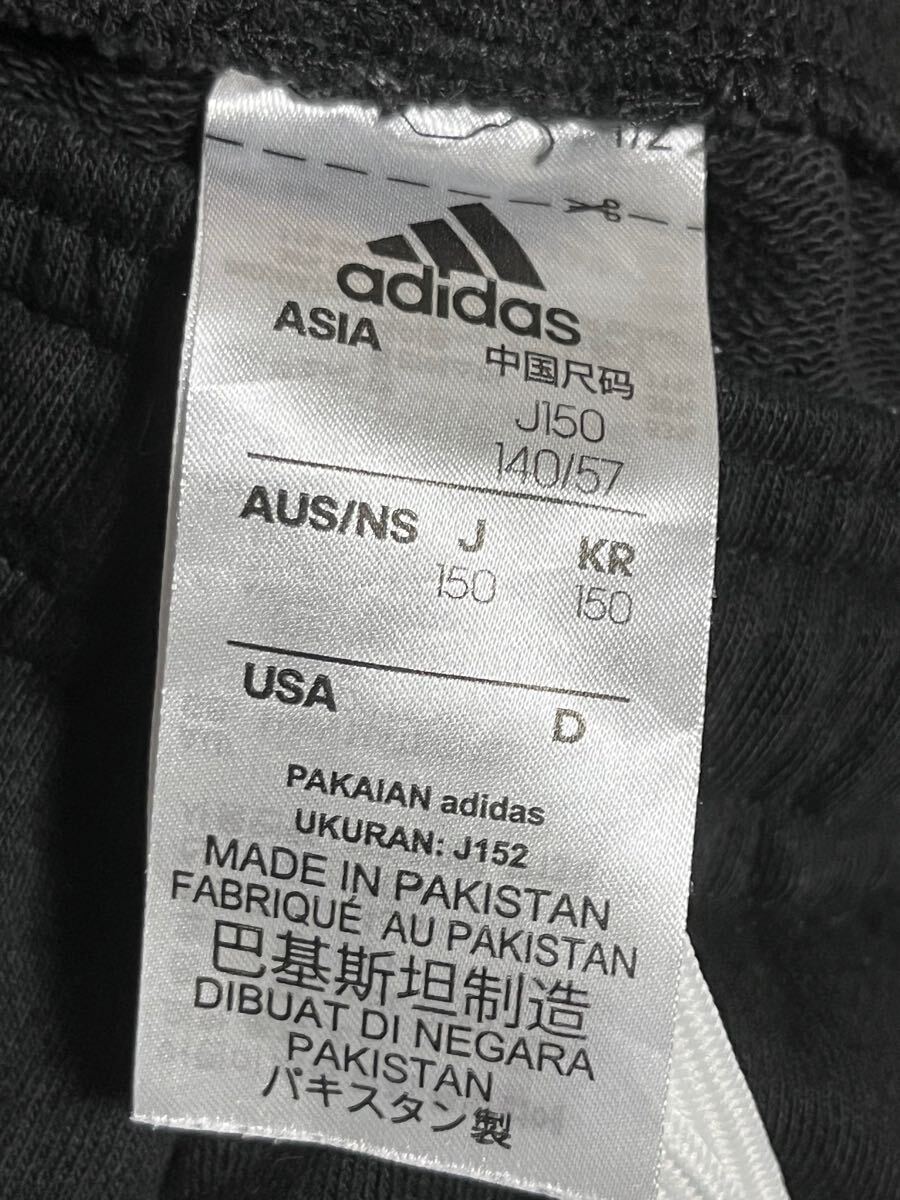 1/2
adidas
ASIA 中国尺码
J150
140/57
AUS/NS J KR
150 150
USA D
PAKAIAN adidas
UKURAN: J152
MADE IN PAKISTAN
FABRIQUÉ AU PAKISTAN
巴基斯坦制造
DIBUAT DI NEGARA
PAKISTAN
パキスタン製